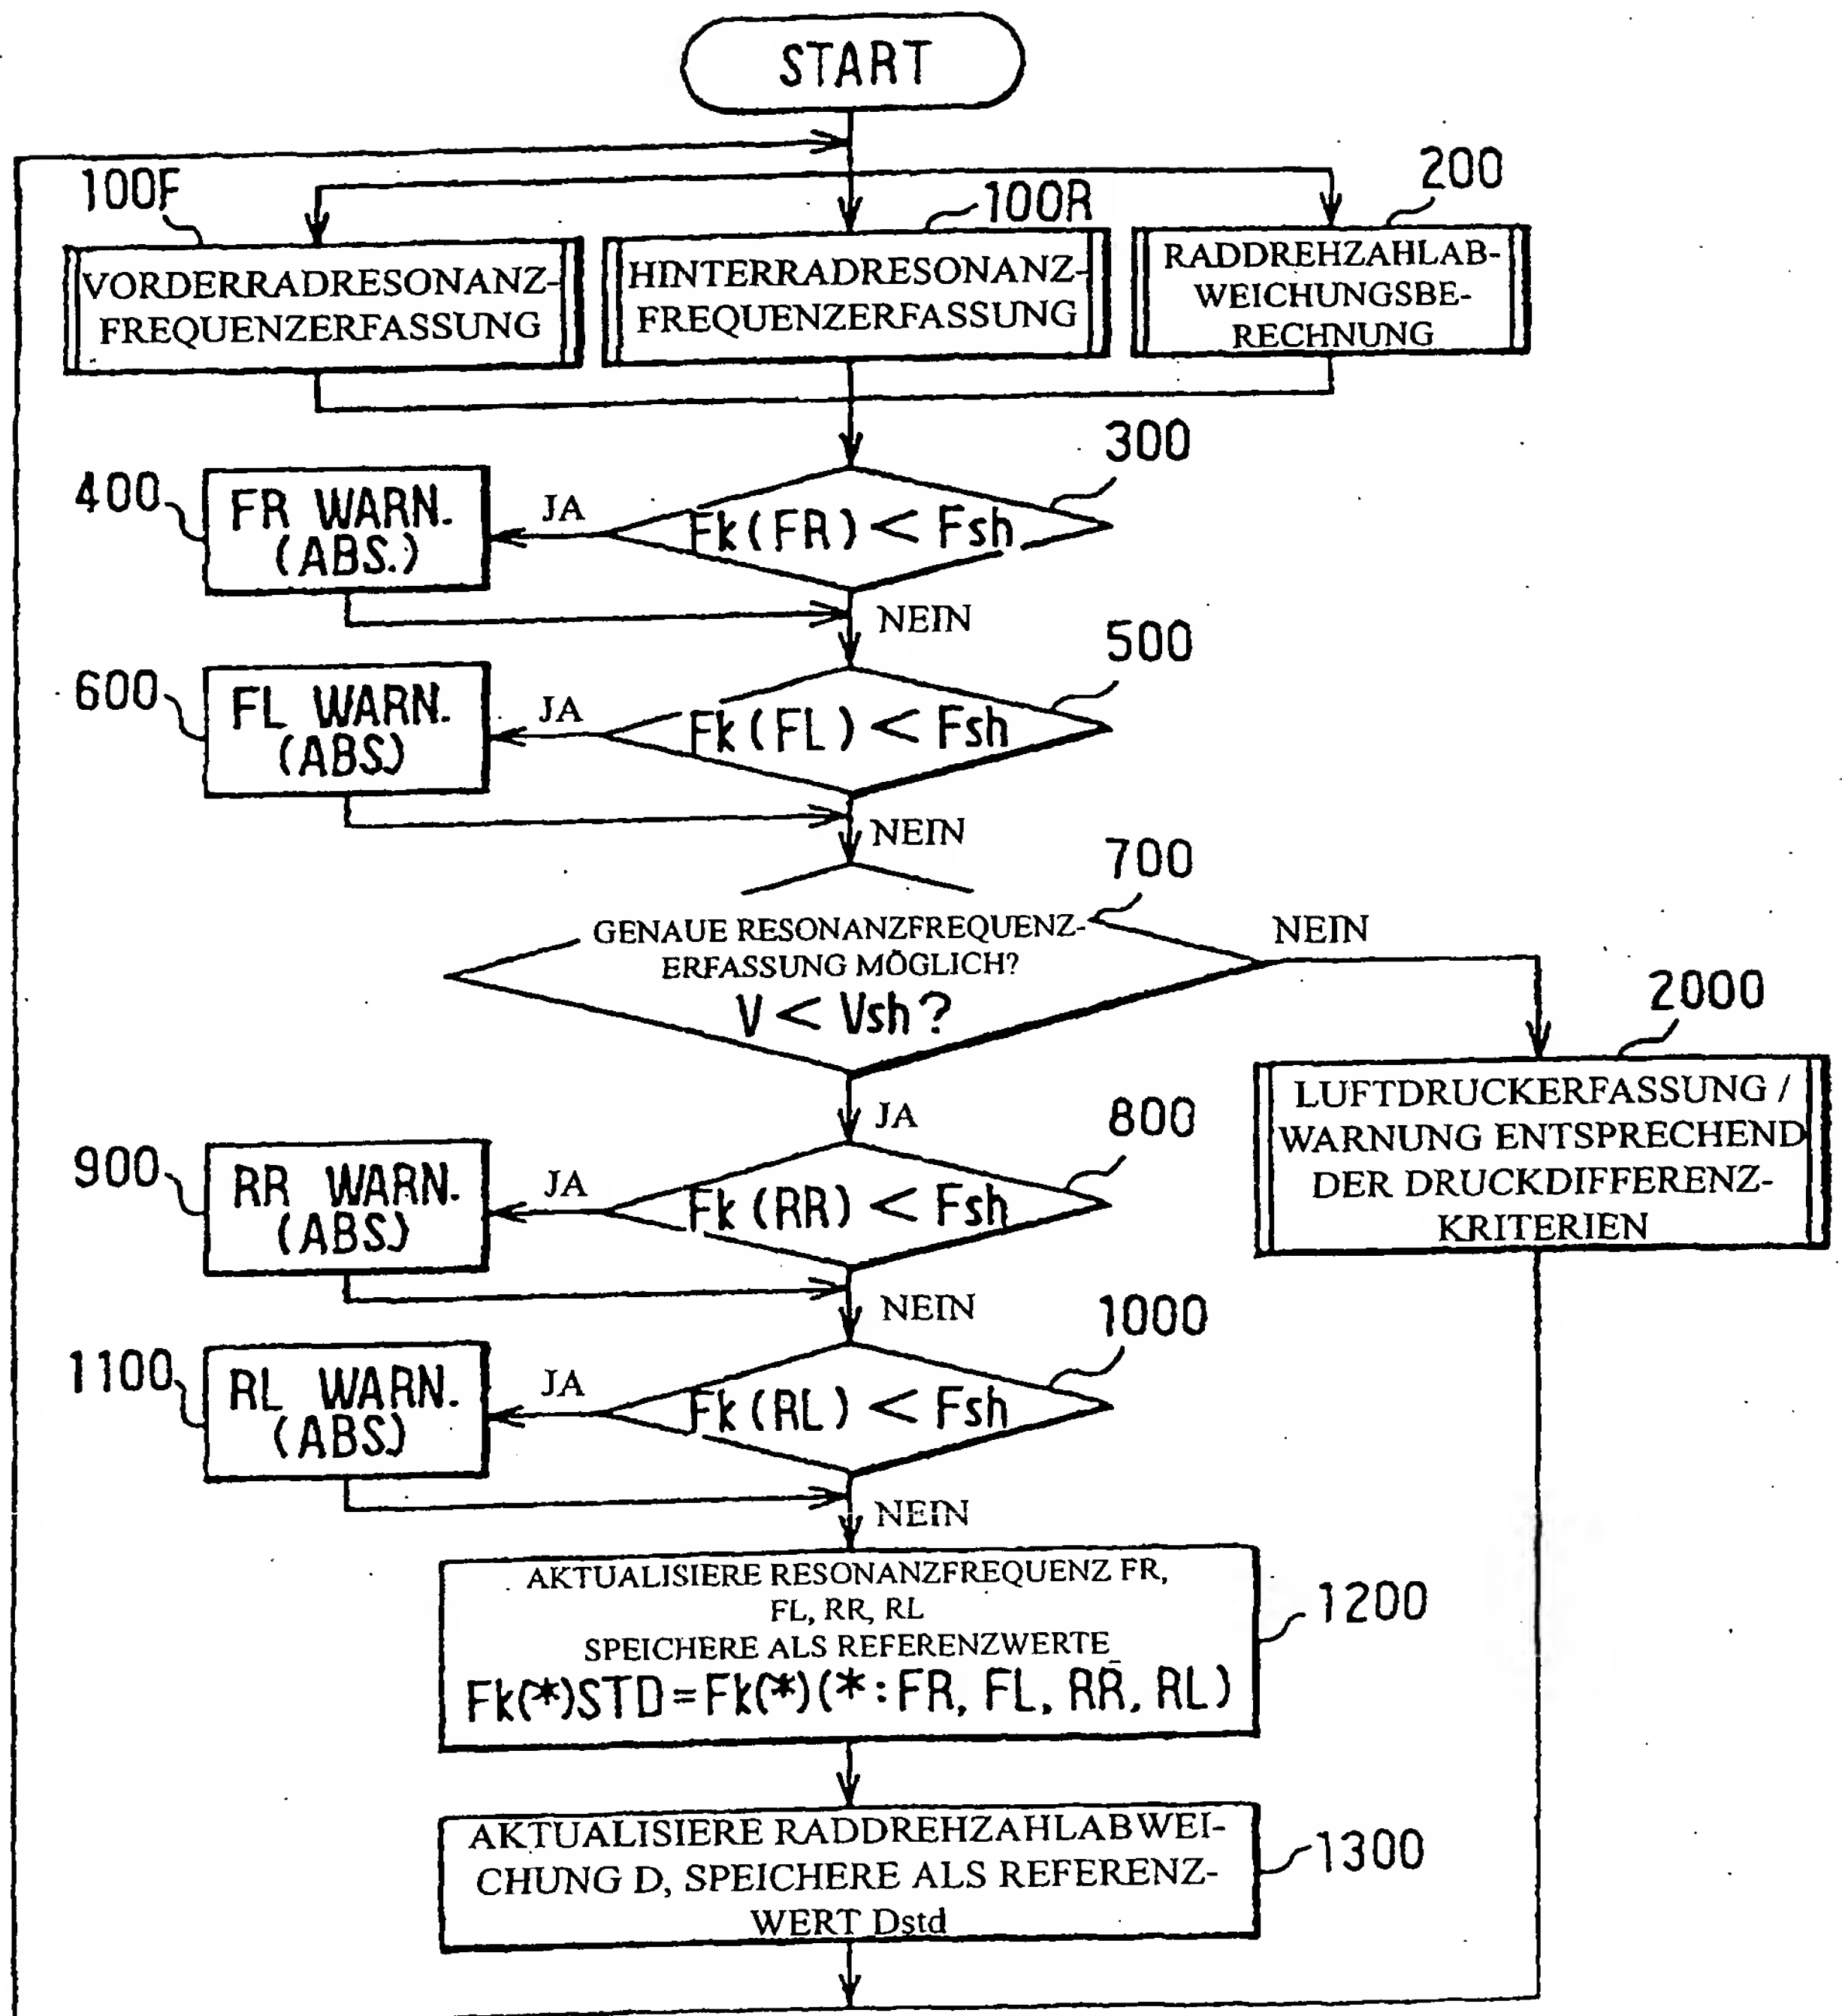 START
100F
100R
200
VORDERRADRESONANZ-
FREQUENZERFASSUNG
HINTERRADRESONANZ-
FREQUENZERFASSUNG
RADDREHZAHLAB-
WEICHUNGSBE-
RECHNUNG
300
400
FR WARN.
(ABS.)
JA
Fk(FR) < Fsh
NEIN
500
600
FL WARN.
(ABS)
JA
Fk(FL) < Fsh
NEIN
700
GENAUE RESONANZFREQUENZ-
ERFASSUNG MÖGLICH?
V < Vsh?
NEIN
2000
LUFTDRUCKERFASSUNG /
WARNUNG ENTSPRECHEND
DER DRUCKDIFFERENZ-
KRITERIEN
JA
800
900
RR WARN.
(ABS)
JA
Fk(RR) < Fsh
NEIN
1000
1100
RL WARN.
(ABS)
JA
Fk(RL) < Fsh
NEIN
AKTUALISIERE RESONANZFREQUENZ FR,
FL, RR, RL
SPEICHERE ALS REFERENZWERTE
Fk(*)STD=Fk(*)(*:FR, FL, RR, RL)
1200
AKTUALISIERE RADDREHZAHLABWEI-
CHUNG D, SPEICHERE ALS REFERENZ-
WERT Dstd
1300